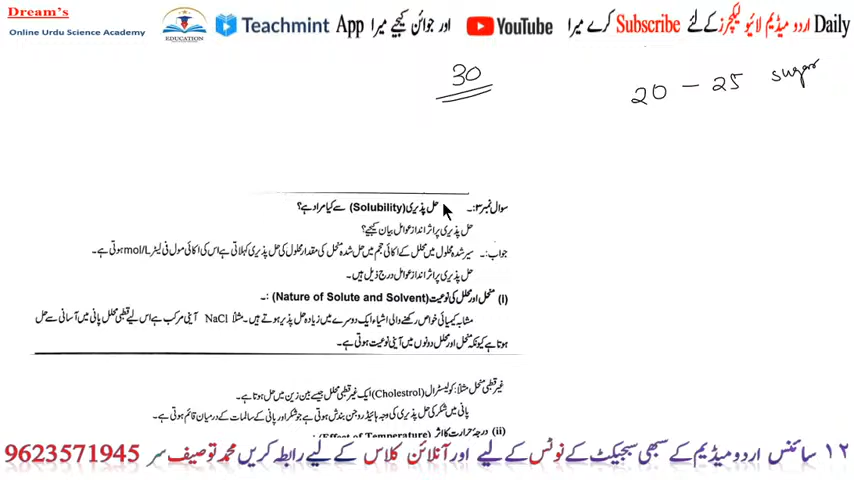 Dream's
Online Urdu Science Academy
EDUCATION
Teachmint App اور جوائن کیجیے میرا YouTube کرے میرا Subscribe اردو میڈیم لائیو لیکچرز کے لئے Daily
30
20 – 25 sugar
سوال نمبر ۳:۔ حل پذیری (Solubility) سے کیا مراد ہے؟
حل پذیری پر اثر انداز عوامل بیان کیجیے؟
جواب:۔ سیر شدہ محلول میں محلل کے اکائی حجم میں حل شدہ منحل کی مقدار محلول کی حل پذیری کہلاتی ہے اس کی اکائی مول فی لیٹر mol/L ہوتی ہے۔
حل پذیری پر اثر انداز عوامل درج ذیل ہیں۔
(i) منحل اور محلل کی نوعیت (Nature of Solute and Solvent) :۔
مشابہ کیمیائی خواص رکھنے والی اشیاء ایک دوسرے میں زیادہ حل پذیر ہوتے ہیں۔ مثلاً NaCl آئنی مرکب ہے اس لیے قطبی محلل پانی میں آسانی سے حل
ہوتا ہے کیونکہ منحل اور محلل دونوں میں آئنی نوعیت ہوتی ہے۔
غیر قطبی منحل مثلاً: کولیسٹرال (Cholestrol) ایک غیر قطبی محلل جیسے بین زین میں حل ہوتا ہے۔
پانی میں شکر کی حل پذیری کی وجہ ہائیڈروجن بندش ہوتی ہے جو شکر اور پانی کے سالمات کے درمیان قائم ہوتی ہے۔
(ii) درجۂ حرارت کا اثر (Effect of Temperature) :
۱۲ سائنس اردو میڈیم کے سبھی سبجیکٹ کے نوٹس کے لیے اور آنلائن کلاس کے لیے رابطہ کریں محمد توصیف سر 9623571945